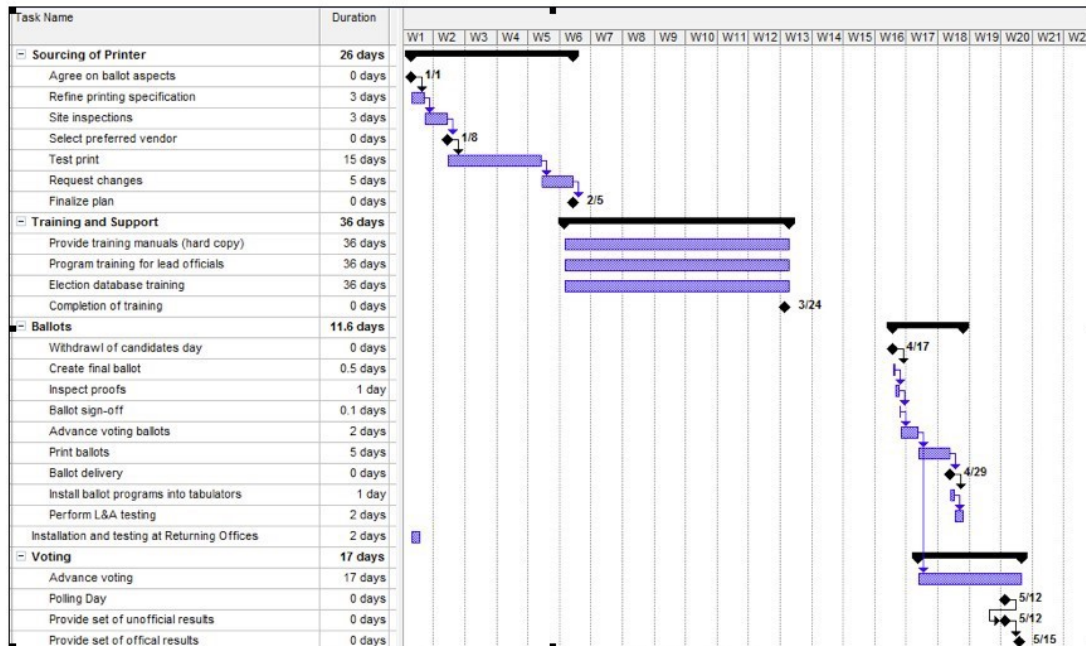 Task Name Duration
W1 W2 W3 W4 W5 W6 W7 W8 W9 W10 W11 W12 W13 W14 W15 W16 W17 W18 W19 W20 W21 W2
Sourcing of Printer 26 days
Agree on ballot aspects 0 days 1/1
Refine printing specification 3 days
Site inspections 3 days
Select preferred vendor 0 days 1/8
Test print 15 days
Request changes 5 days
Finalize plan 0 days 2/5
Training and Support 36 days
Provide training manuals (hard copy) 36 days
Program training for lead officials 36 days
Election database training 36 days
Completion of training 0 days 3/24
Ballots 11.6 days
Withdrawl of candidates day 0 days 4/17
Create final ballot 0.5 days
Inspect proofs 1 day
Ballot sign-off 0.1 days
Advance voting ballots 2 days
Print ballots 5 days
Ballot delivery 0 days 4/29
Install ballot programs into tabulators 1 day
Perform L&A testing 2 days
Installation and testing at Returning Offices 2 days
Voting 17 days
Advance voting 17 days
Polling Day 0 days 5/12
Provide set of unofficial results 0 days 5/12
Provide set of offical results 0 days 5/15